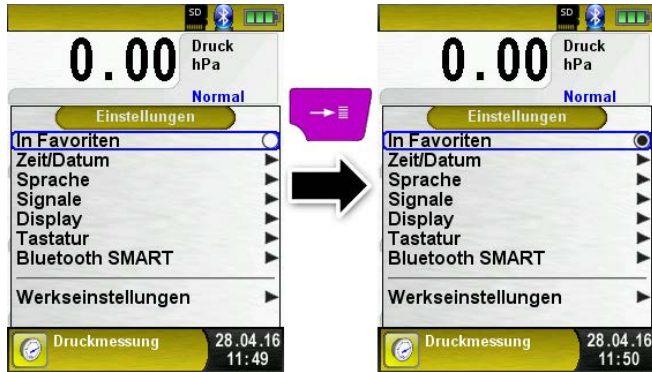 SD
0.00
Druck
hPa
Normal
Einstellungen
In Favoriten
Zeit/Datum
Sprache
Signale
Display
Tastatur
Bluetooth SMART
Werkseinstellungen
Druckmessung
28.04.16
11:49
SD
0.00
Druck
hPa
Normal
Einstellungen
In Favoriten
Zeit/Datum
Sprache
Signale
Display
Tastatur
Bluetooth SMART
Werkseinstellungen
Druckmessung
28.04.16
11:50